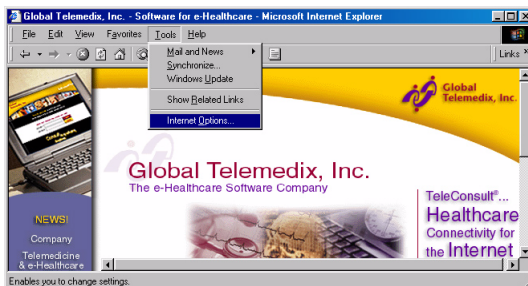 Global Telemedix, Inc. - Software for e-Healthcare - Microsoft Internet Explorer
File Edit View Favorites Tools Help
Links »
Mail and News
Synchronize...
Windows Update
Show Related Links
Internet Options...
Global
Telemedix, Inc.
Global Telemedix, Inc.
The e-Healthcare Software Company
TeleConsult®...
Healthcare
Connectivity for
the Internet
NEWS!
Company
Telemedicine
& e-Healthcare
Enables you to change settings.